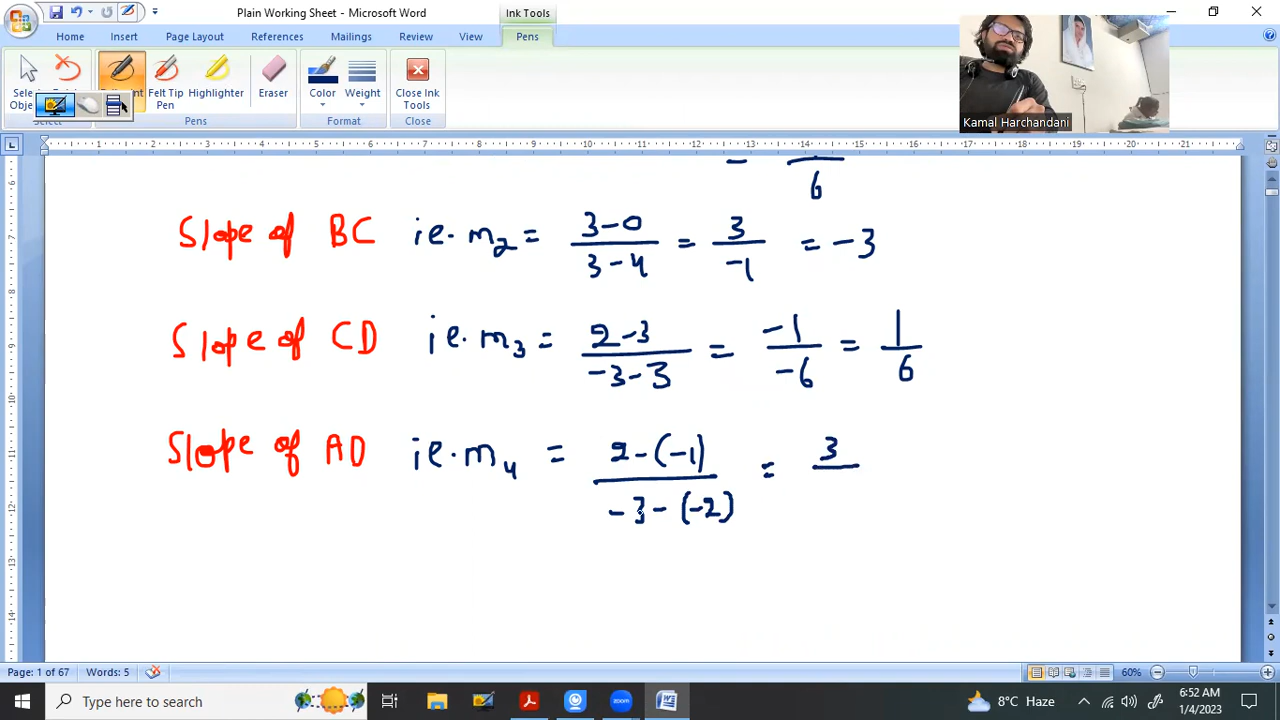 Plain Working Sheet - Microsoft Word
Ink Tools
Home Insert Page Layout References Mailings Review View Pens
Felt Tip Pen
Highlighter
Eraser
Color
Weight
Close Ink Tools
Pens
Format
Close
Kamal Harchandani
6
Slope of BC ie. m2 = 3-0/3-4 = 3/-1 = -3
Slope of CD ie. m3 = 2-3/-3-3 = -1/-6 = 1/6
Slope of AD ie. m4 = 2-(-1)/-3-(-2) = 3
Page: 1 of 67 Words: 5 60%
Type here to search
8°C Haze
ENG
6:52 AM
1/4/2023